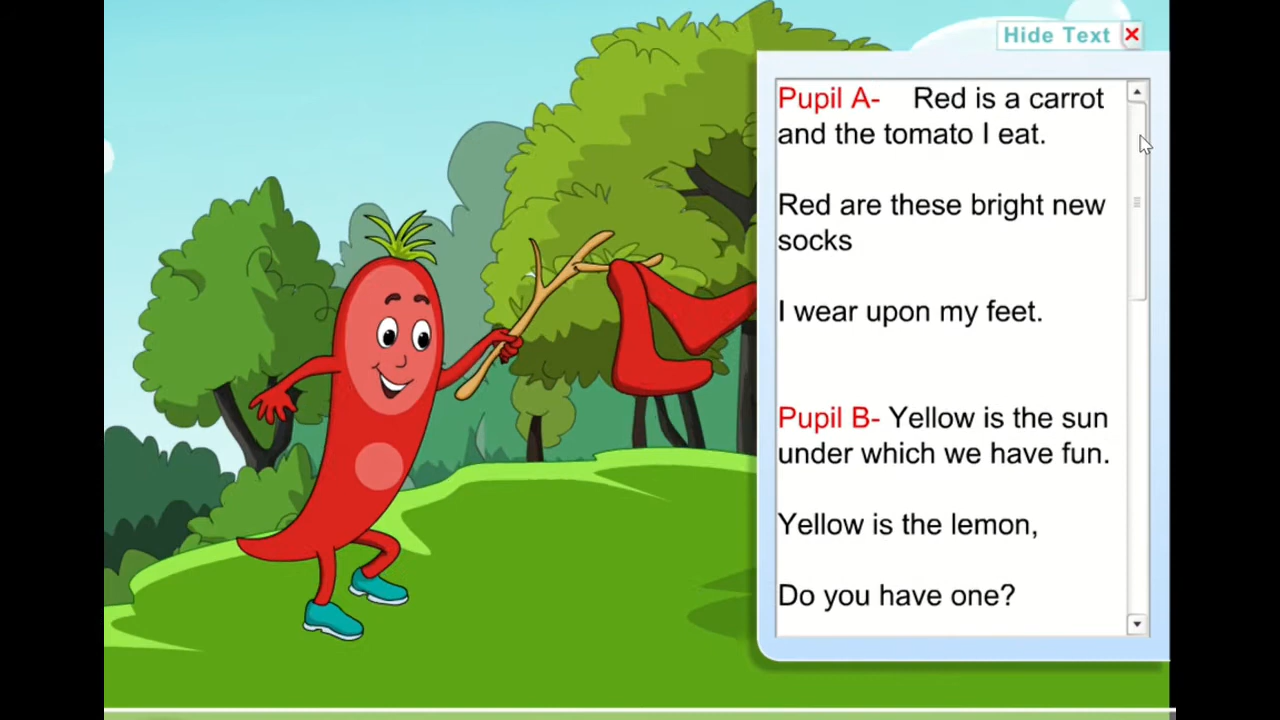 Hide Text
Pupil A- Red is a carrot
and the tomato I eat.
Red are these bright new
socks
I wear upon my feet.
Pupil B- Yellow is the sun
under which we have fun.
Yellow is the lemon,
Do you have one?